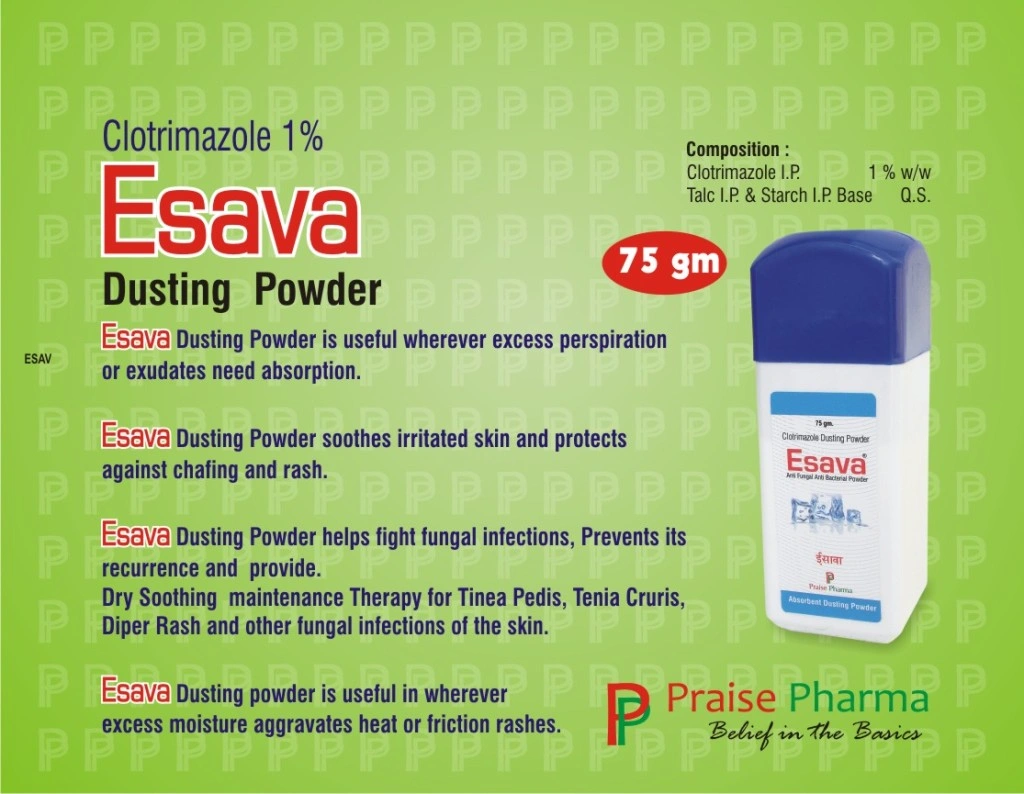 Clotrimazole 1%
Esava
Dusting Powder
Composition :
Clotrimazole I.P. 1 % w/w
Talc I.P. & Starch I.P. Base Q.S.
75 gm
Esava Dusting Powder is useful wherever excess perspiration
or exudates need absorption.
ESAV
Esava Dusting Powder soothes irritated skin and protects
against chafing and rash.
Esava Dusting Powder helps fight fungal infections, Prevents its
recurrence and provide.
Dry Soothing maintenance Therapy for Tinea Pedis, Tenia Cruris,
Diper Rash and other fungal infections of the skin.
Esava Dusting powder is useful in wherever
excess moisture aggravates heat or friction rashes.
75 gm.
Clotrimazole Dusting Powder
Esava®
Anti Fungal Anti Bacterial Powder
ईसावा
P
Praise Pharma
Absorbent Dusting Powder
P Praise Pharma
Belief in the Basics